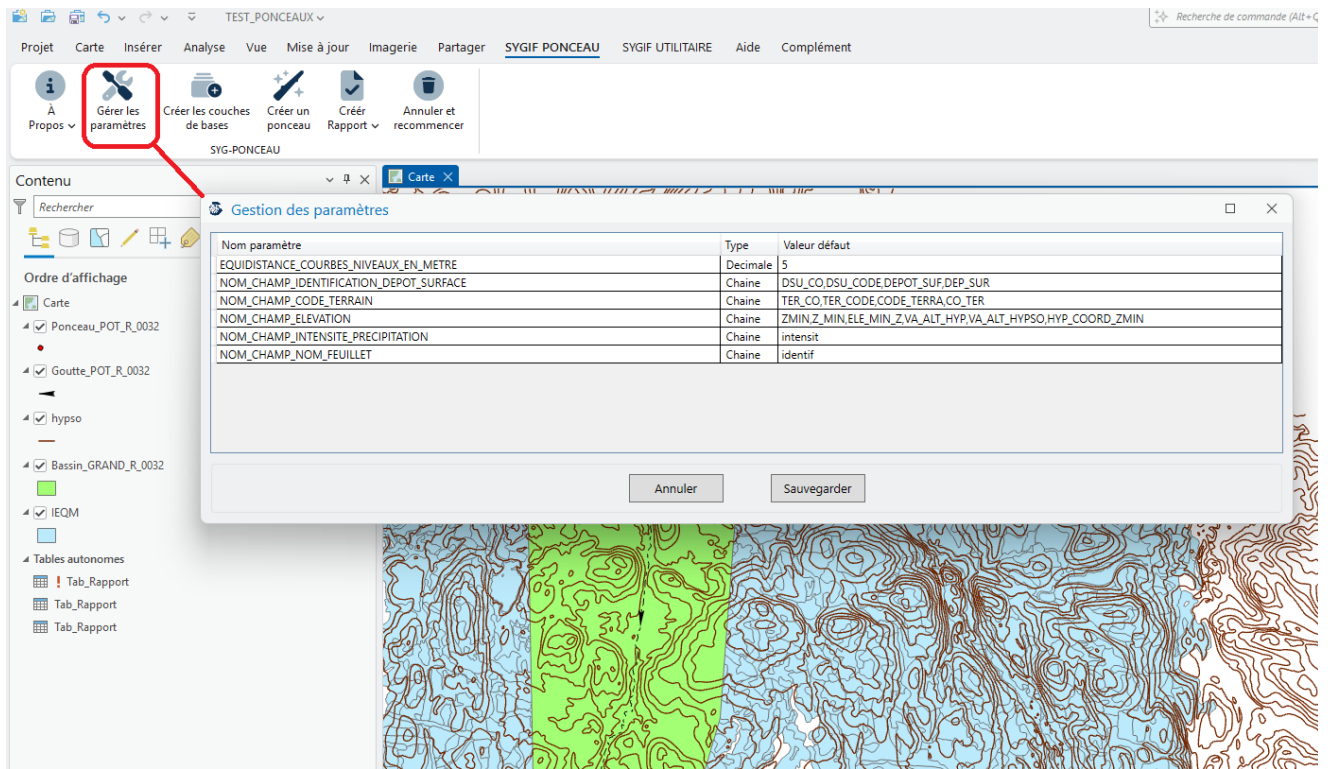 TEST_PONCEAUX
Recherche de commande (Alt+Q
Projet Carte Insérer Analyse Vue Mise à jour Imagerie Partager SYGIF PONCEAU SYGIF UTILITAIRE Aide Complément
À Propos
Gérer les paramètres
Créer les couches de bases
Créer un ponceau
Créér Rapport
Annuler et recommencer
SYG-PONCEAU
Contenu
Carte
Rechercher
Gestion des paramètres
Nom paramètre Type Valeur défaut
EQUIDISTANCE_COURBES_NIVEAUX_EN_METRE Decimale 5
NOM_CHAMP_IDENTIFICATION_DEPOT_SURFACE Chaine DSU_CO,DSU_CODE,DEPOT_SUF,DEP_SUR
NOM_CHAMP_CODE_TERRAIN Chaine TER_CO,TER_CODE,CODE_TERRA,CO_TER
NOM_CHAMP_ELEVATION Chaine ZMIN,Z_MIN,ELE_MIN_Z,VA_ALT_HYP,VA_ALT_HYPSO,HYP_COORD_ZMIN
NOM_CHAMP_INTENSITE_PRECIPITATION Chaine intensit
NOM_CHAMP_NOM_FEUILLET Chaine identif
Annuler Sauvegarder
Ordre d’affichage
Carte
Ponceau_POT_R_0032
Goutte_POT_R_0032
hypso
Bassin_GRAND_R_0032
IEQM
Tables autonomes
! Tab_Rapport
Tab_Rapport
Tab_Rapport